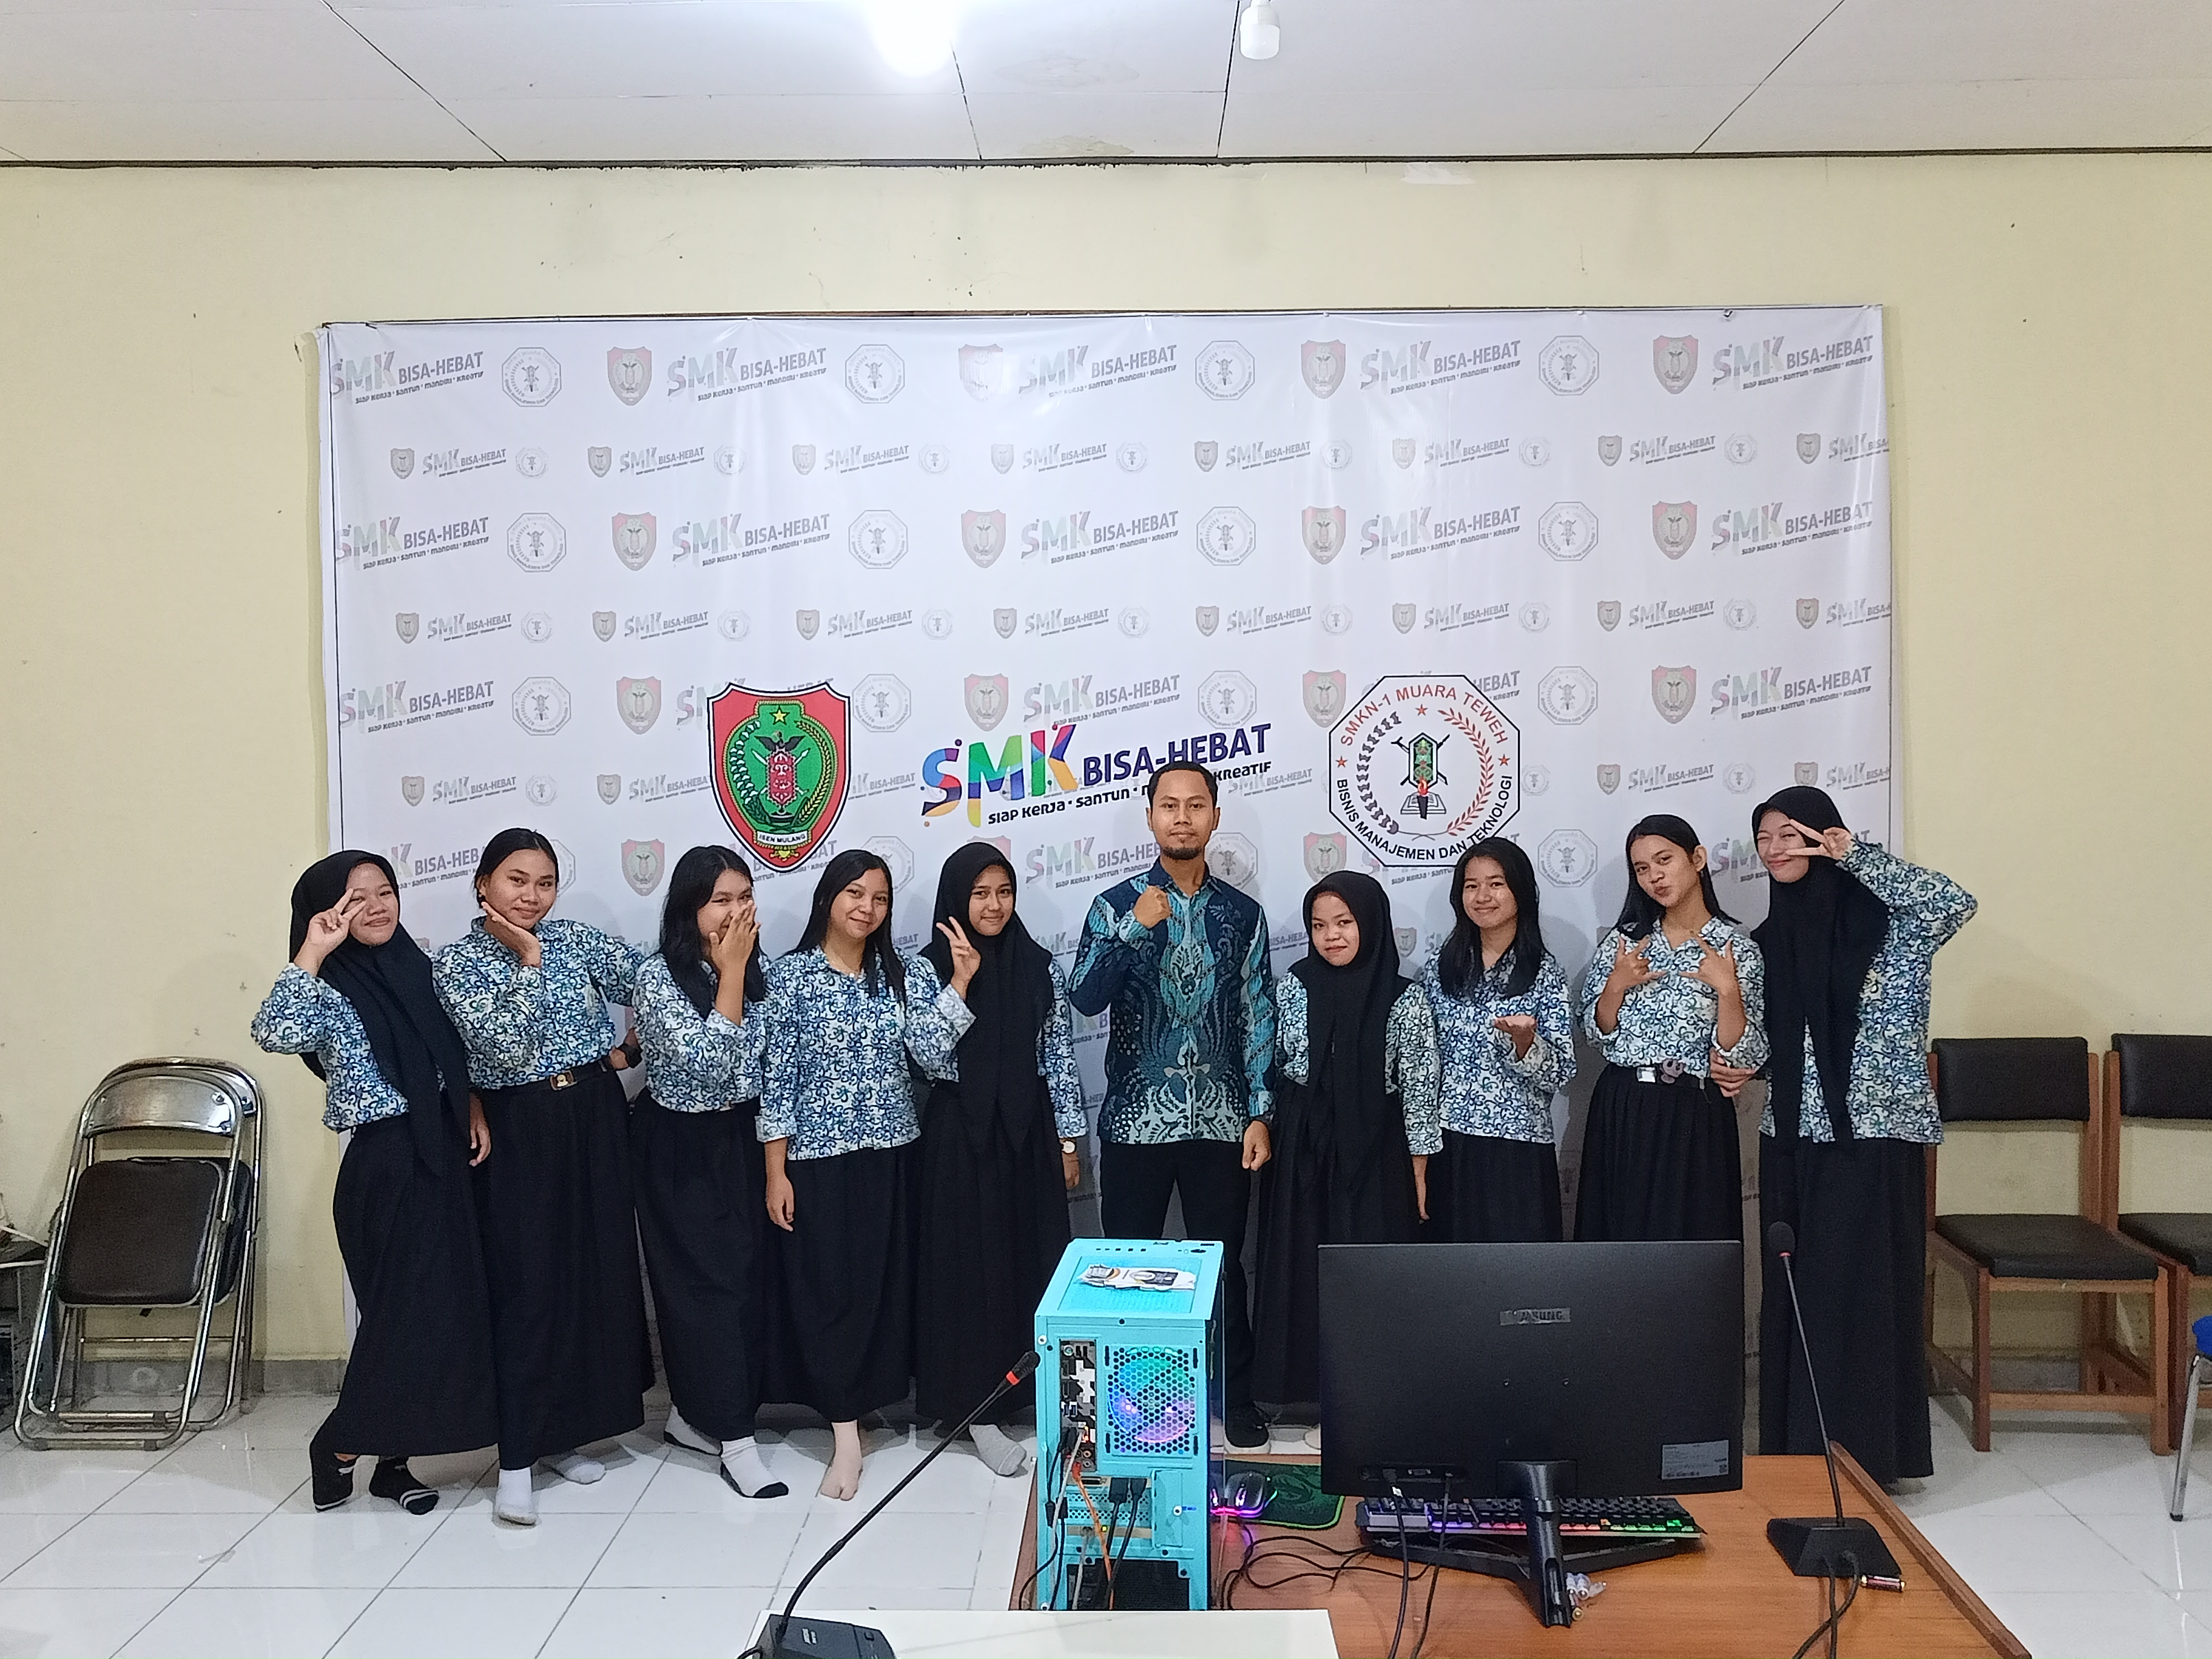 SMK BISA-HEBAT
SIAP KERJA • SANTUN • MANDIRI • KREATIF
ISEN MULANG
SMK BISA-HEBAT
SIAP KERJA • SANTUN • KREATIF
SMKN-1 MUARA TEWEH
BISNIS MANAJEMEN DAN TEKNOLOGI